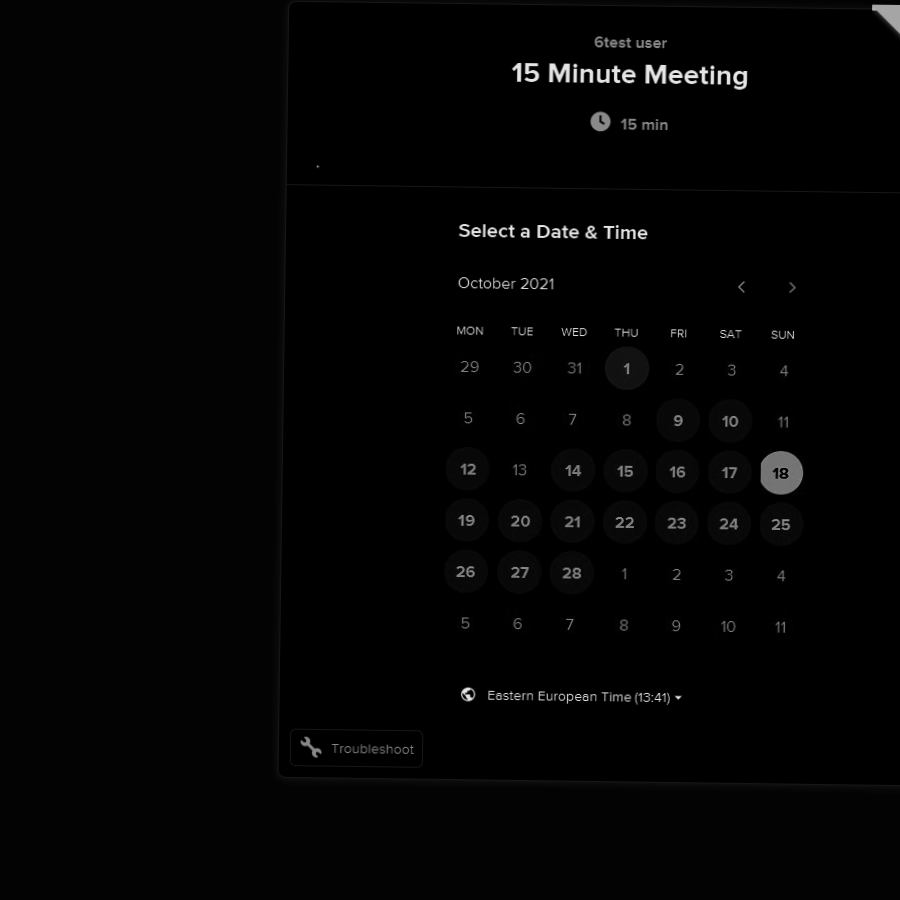 6test user
15 Minute Meeting
15 min
Select a Date & Time
October 2021
MON TUE WED THU FRI SAT SUN
29 30 31 1 2 3 4
5 6 7 8 9 10 11
12 13 14 15 16 17 18
19 20 21 22 23 24 25
26 27 28 1 2 3 4
5 6 7 8 9 10 11
Eastern European Time (13:41)
Troubleshoot